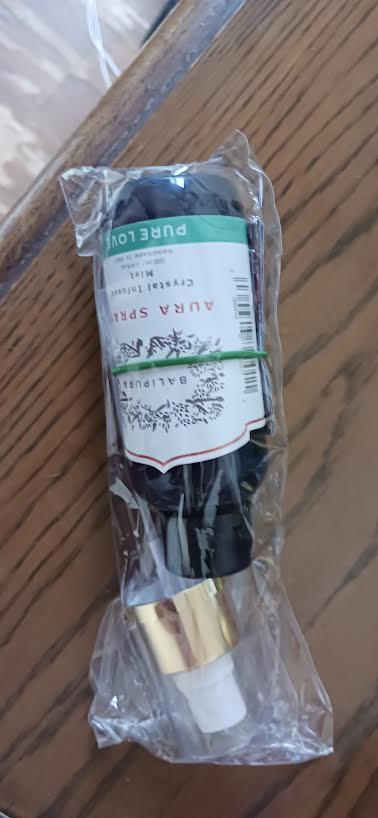 BALIPURA
AURA SPRA
Crystal Infused
Mist
PURE LOVE